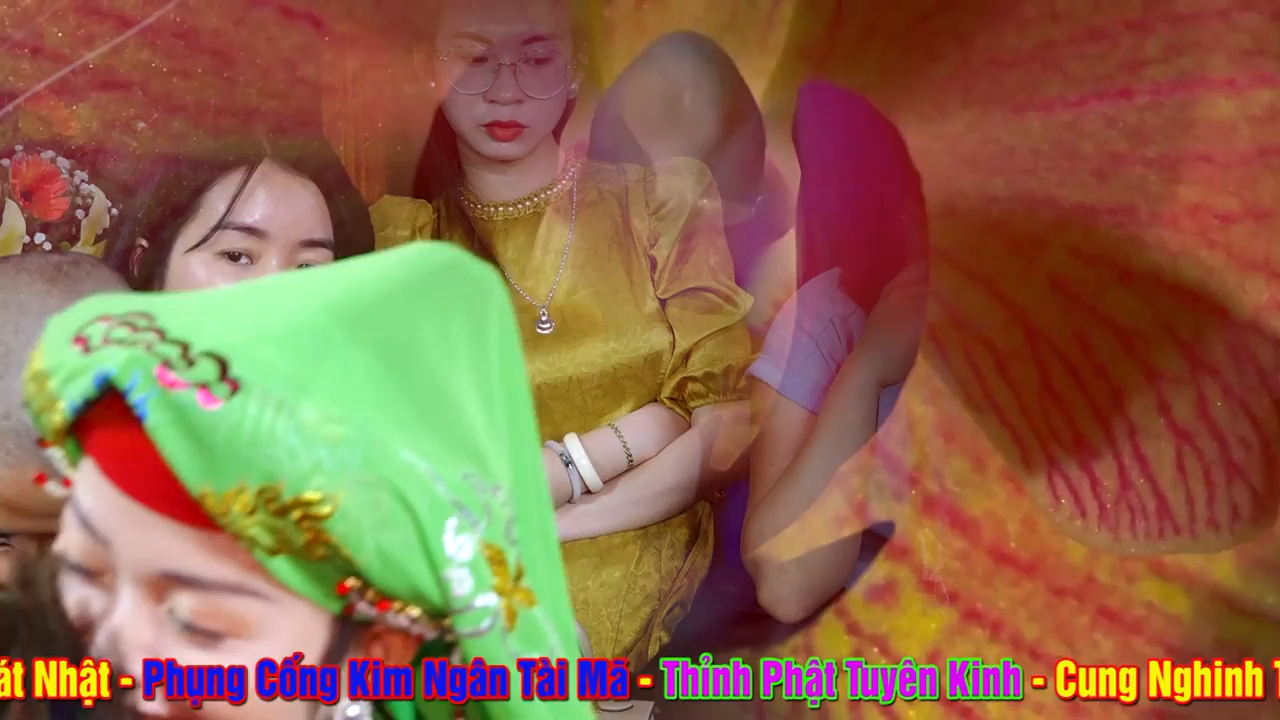 át Nhật - Phụng Cống Kim Ngân Tài Mã - Thỉnh Phật Tuyên Kinh - Cung Nghinh T